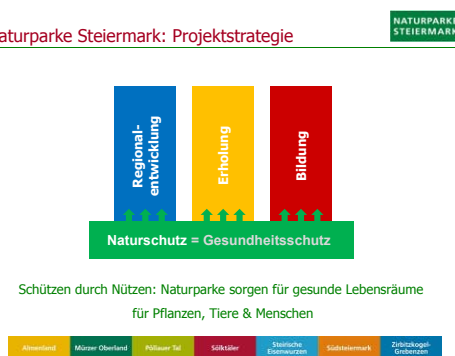 aturparke Steiermark: Projektstrategie
NATURPARKE
STEIERMARK
Regional-
entwicklung
Erholung
Bildung
Naturschutz = Gesundheitsschutz
Schützen durch Nützen: Naturparke sorgen für gesunde Lebensräume
für Pflanzen, Tiere & Menschen
Almenland
Mürzer Oberland
Pöllauer Tal
Sölktäler
Steirische
Eisenwurzen
Südsteiermark
Zirbitzkogel-
Grebenzen